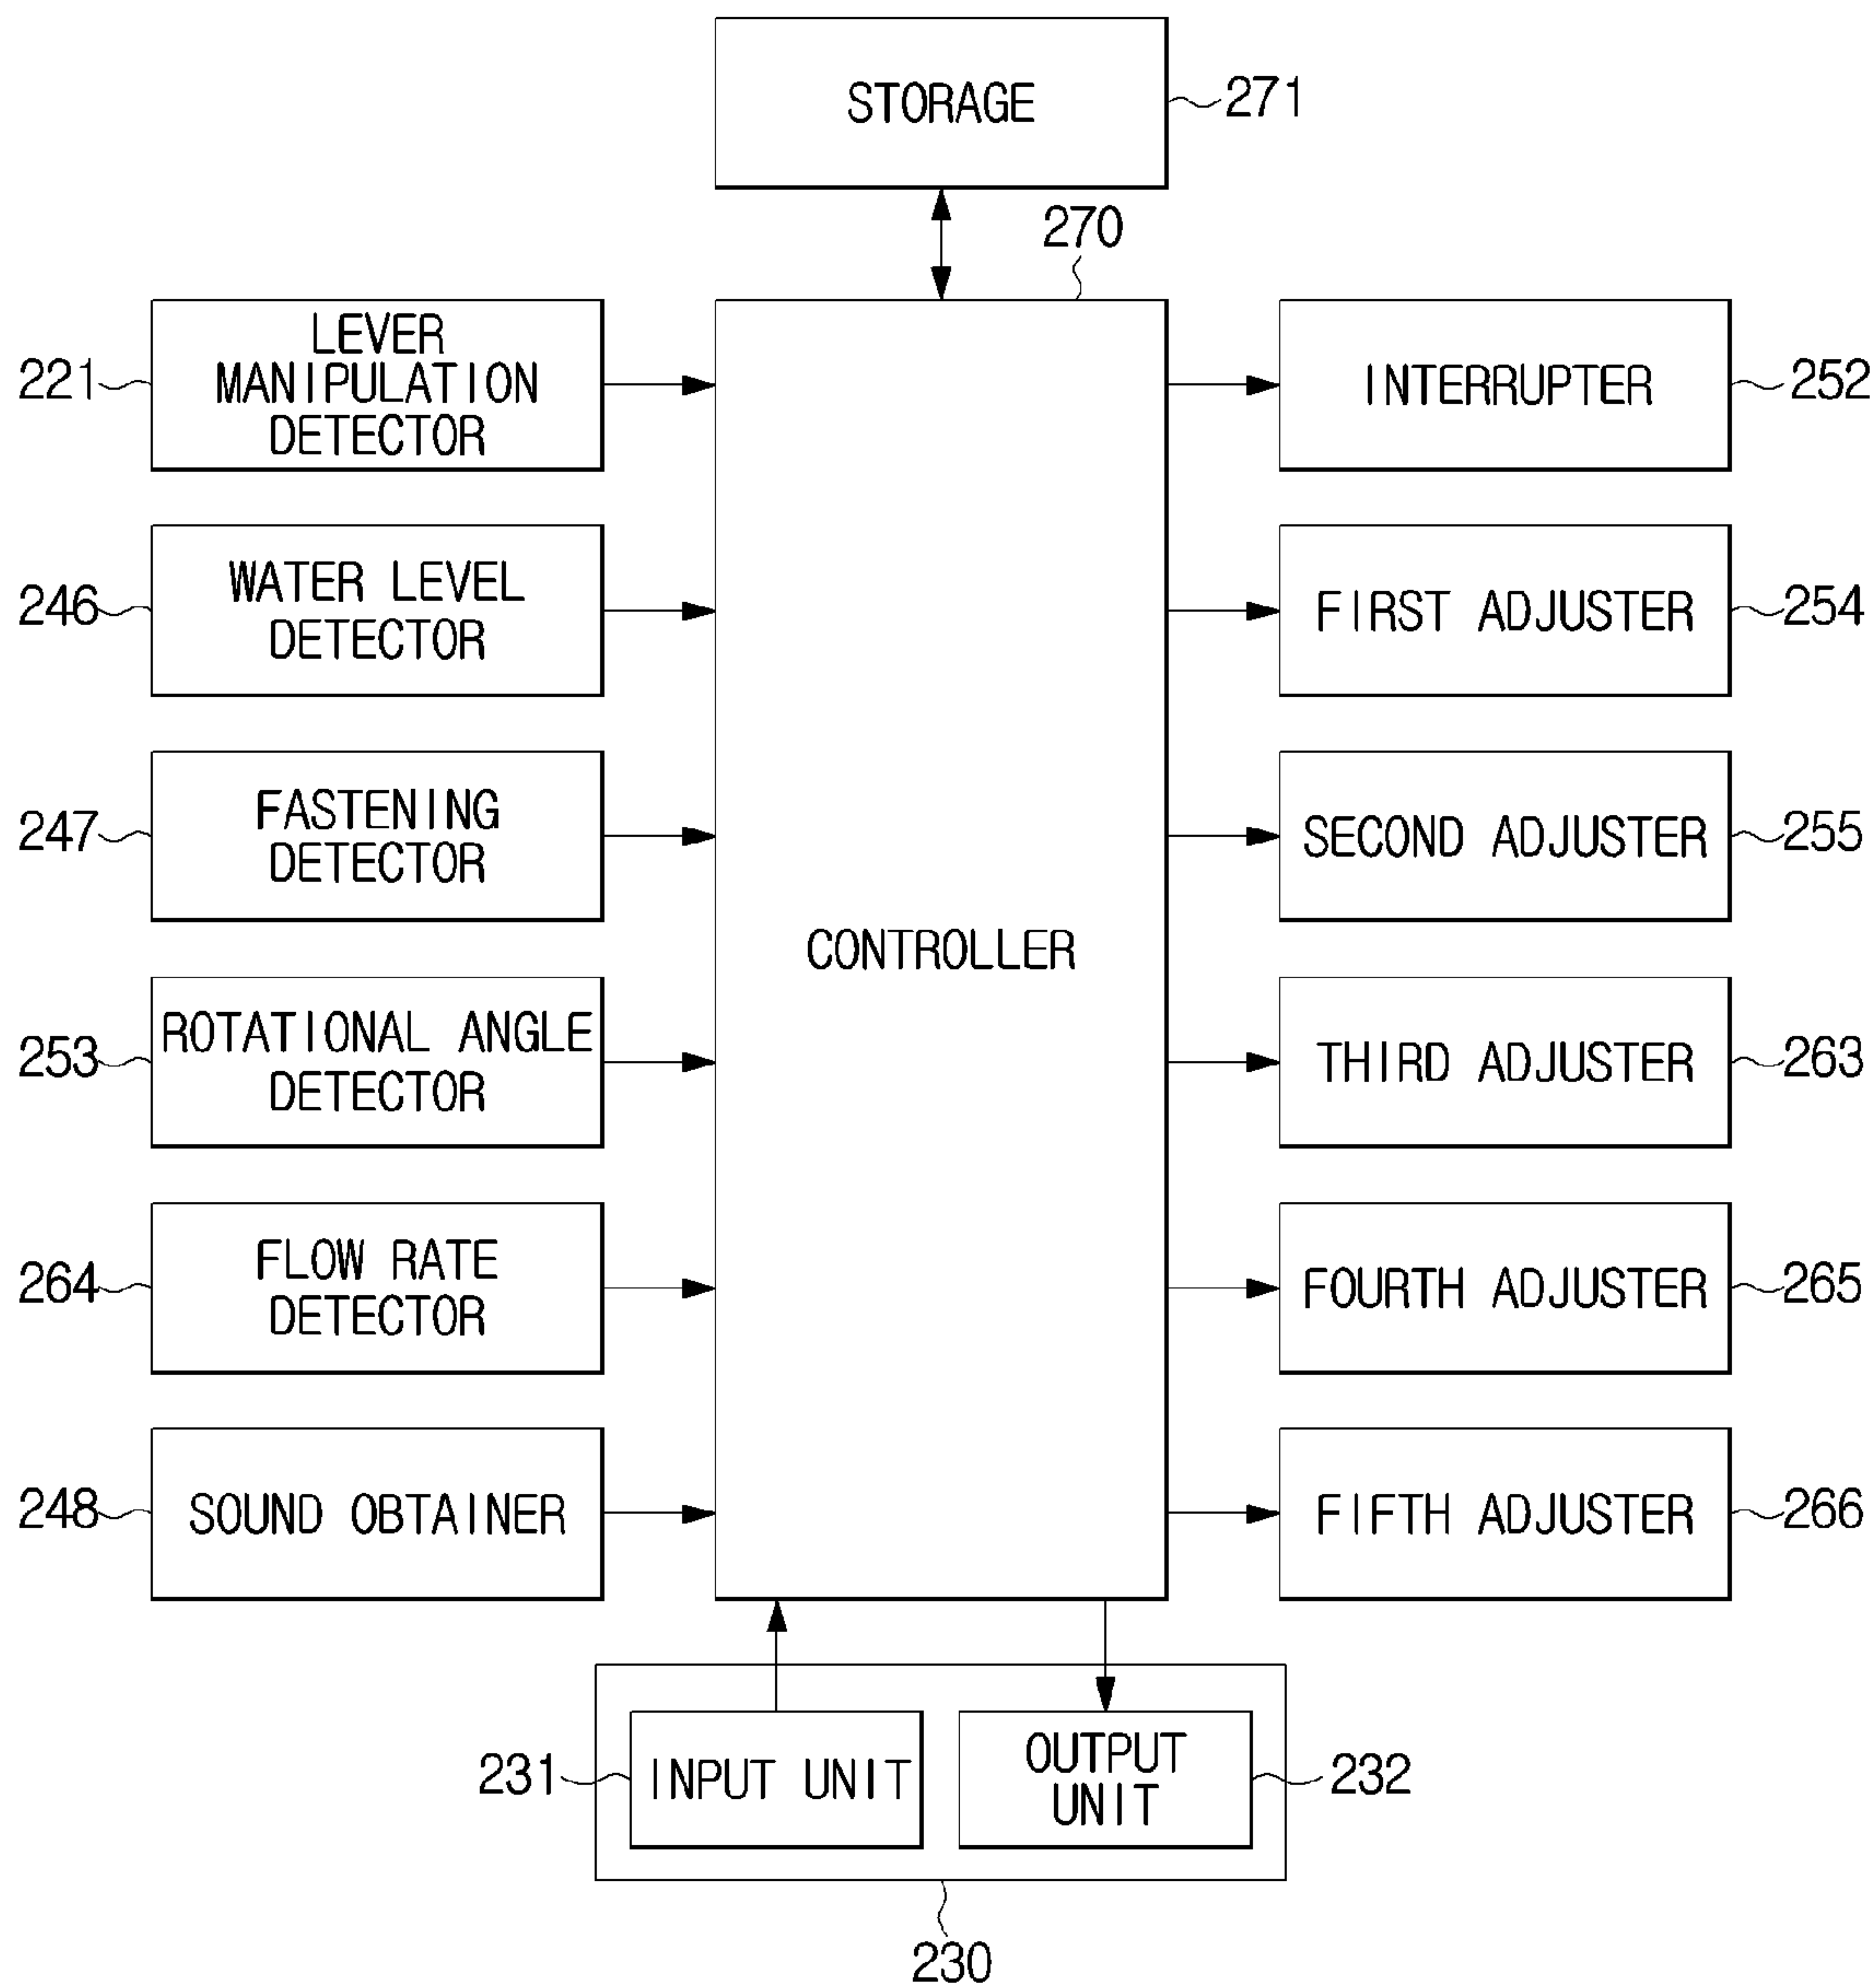 STORAGE
271
270
221
LEVER
MANIPULATION
DETECTOR
INTERRUPTER
252
246
WATER LEVEL
DETECTOR
FIRST ADJUSTER
254
247
FASTENING
DETECTOR
SECOND ADJUSTER
255
CONTROLLER
253
ROTATIONAL ANGLE
DETECTOR
THIRD ADJUSTER
263
264
FLOW RATE
DETECTOR
FOURTH ADJUSTER
265
248
SOUND OBTAINER
FIFTH ADJUSTER
266
231
INPUT UNIT
OUTPUT
UNIT
232
230